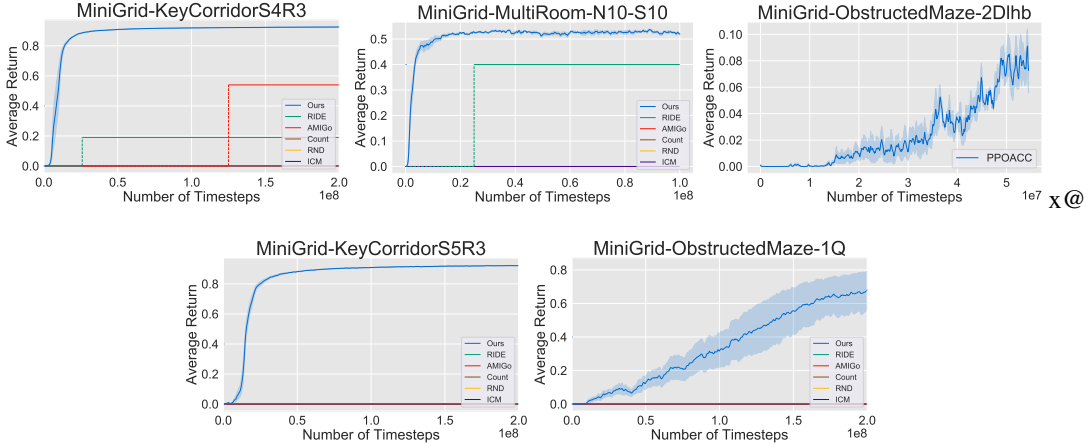 MiniGrid-KeyCorridorS4R3
Average Return
0.8
0.6
0.4
0.2
0.0
Ours
RIDE
AMIGo
Count
RND
ICM
0.0 0.5 1.0 1.5 2.0
Number of Timesteps
1e8
MiniGrid-MultiRoom-N10-S10
Average Return
0.5
0.4
0.3
0.2
0.1
0.0
Ours
RIDE
AMIGo
Count
RND
ICM
0.0 0.2 0.4 0.6 0.8 1.0
Number of Timesteps
1e8
MiniGrid-ObstructedMaze-2Dlhb
Average Return
0.10
0.08
0.06
0.04
0.02
0.00
PPOACC
0 1 2 3 4 5
Number of Timesteps
1e7
x@
MiniGrid-KeyCorridorS5R3
Average Return
0.8
0.6
0.4
0.2
0.0
Ours
RIDE
AMIGo
Count
RND
ICM
0.0 0.5 1.0 1.5 2.0
Number of Timesteps
1e8
MiniGrid-ObstructedMaze-1Q
Average Return
0.8
0.6
0.4
0.2
0.0
Ours
RIDE
AMIGo
Count
RND
ICM
0.0 0.5 1.0 1.5 2.0
Number of Timesteps
1e8